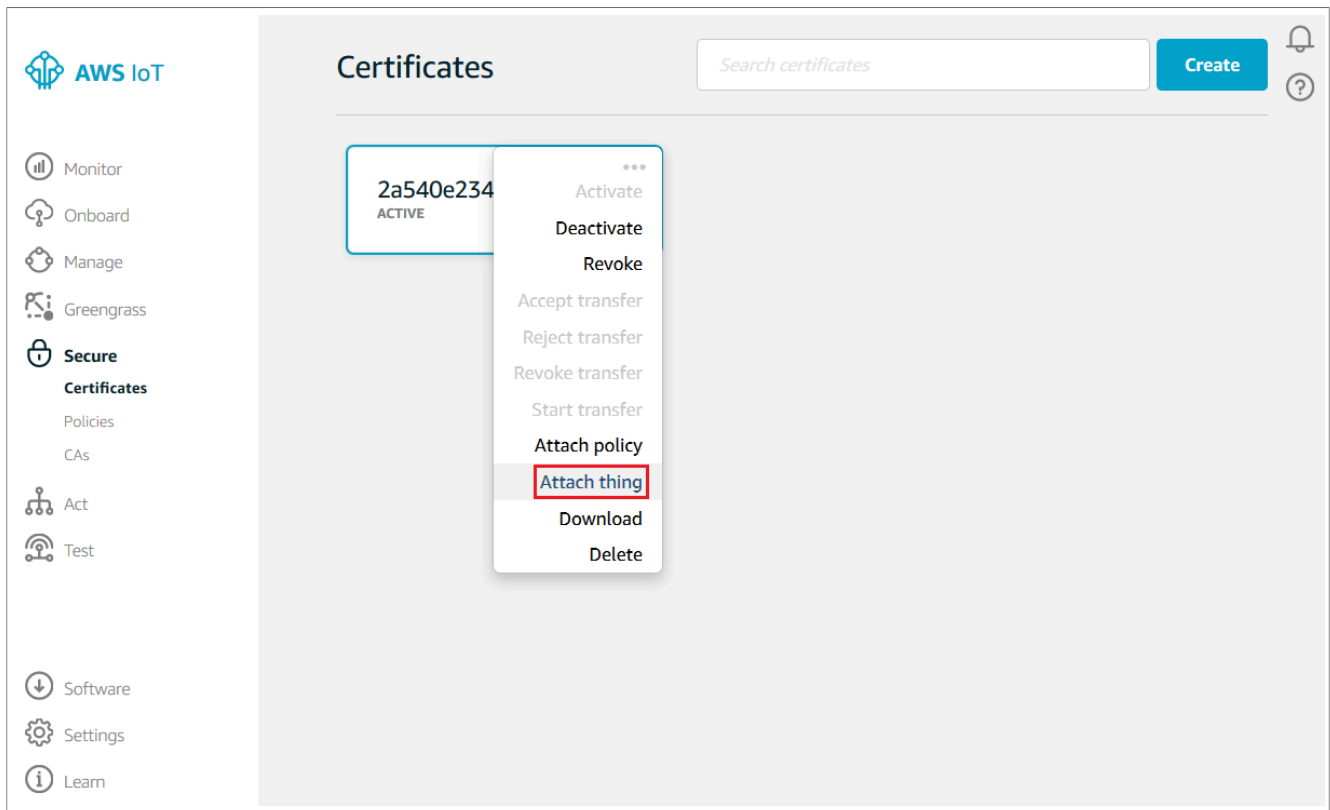 AWS IoT
Monitor
Onboard
Manage
Greengrass
Secure
Certificates
Policies
CAs
Act
Test
Software
Settings
Learn
Certificates
Search certificates
Create
2a540e234
ACTIVE
Activate
Deactivate
Revoke
Accept transfer
Reject transfer
Revoke transfer
Start transfer
Attach policy
Attach thing
Download
Delete